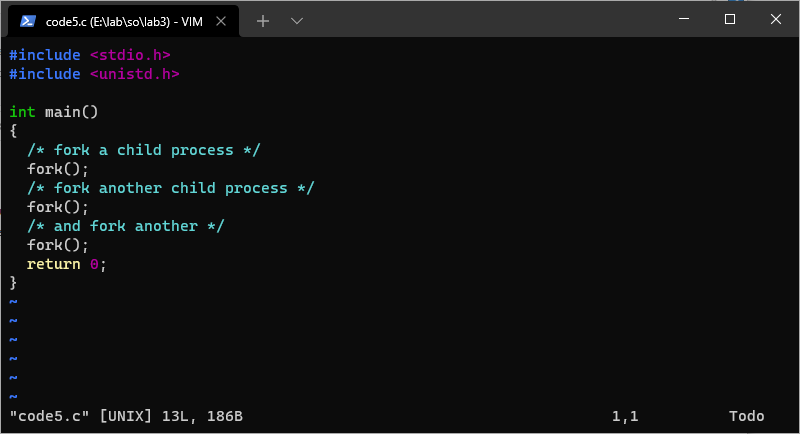 code5.c (E:\lab\so\lab3) - VIM
#include <stdio.h>
#include <unistd.h>
int main()
{
  /* fork a child process */
  fork();
  /* fork another child process */
  fork();
  /* and fork another */
  fork();
  return 0;
}
~
~
~
~
~
~
"code5.c" [UNIX] 13L, 186B 1,1 Todo